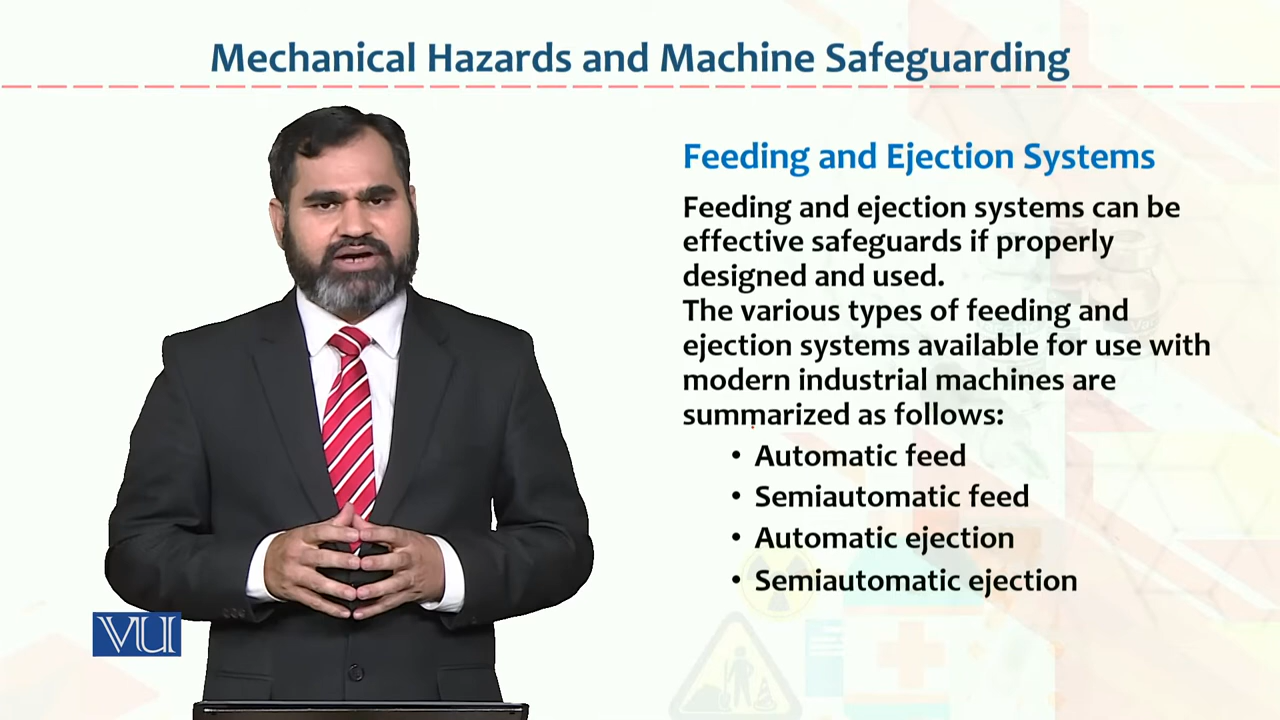 Mechanical Hazards and Machine Safeguarding
Feeding and Ejection Systems
Feeding and ejection systems can be
effective safeguards if properly
designed and used.
The various types of feeding and
ejection systems available for use with
modern industrial machines are
summarized as follows:
• Automatic feed
• Semiautomatic feed
• Automatic ejection
• Semiautomatic ejection
VU